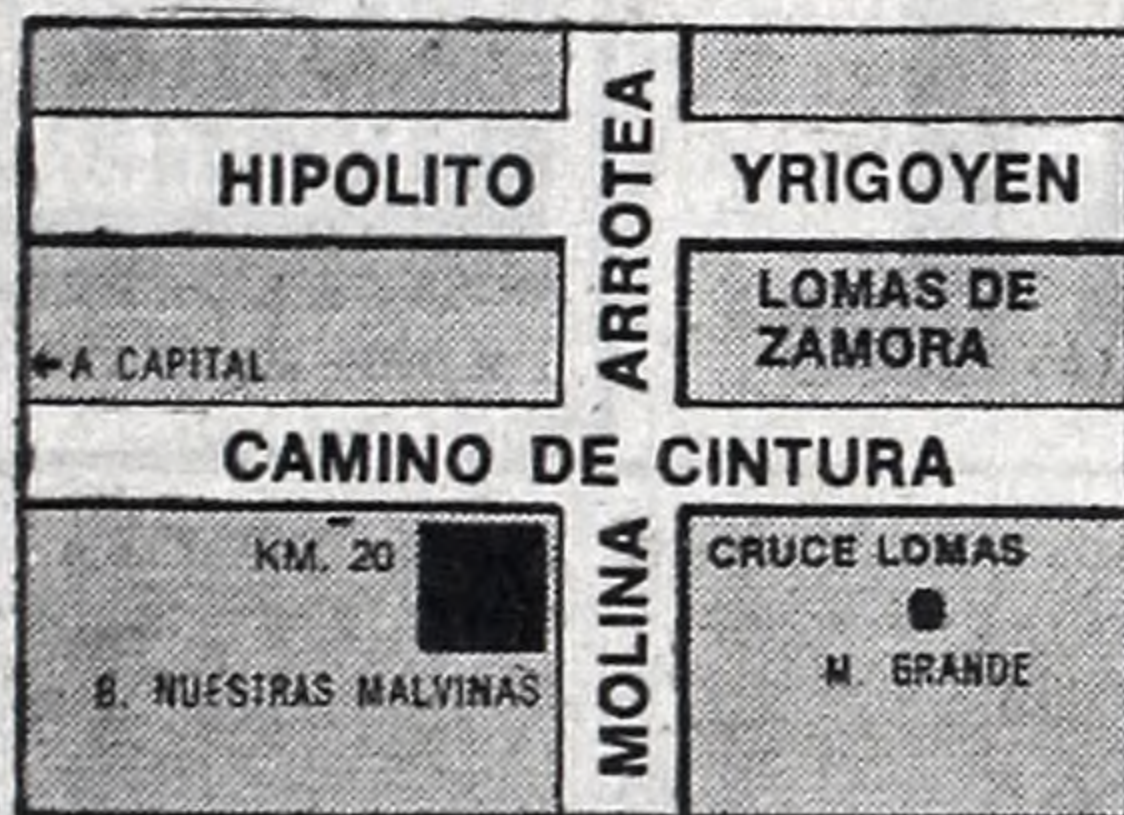 HIPOLITO YRIGOYEN
MOLINA ARROTEA
LOMAS DE
ZAMORA
←A CAPITAL
CAMINO DE CINTURA
KM. 20
CRUCE LOMAS
M. GRANDE
B. NUESTRAS MALVINAS